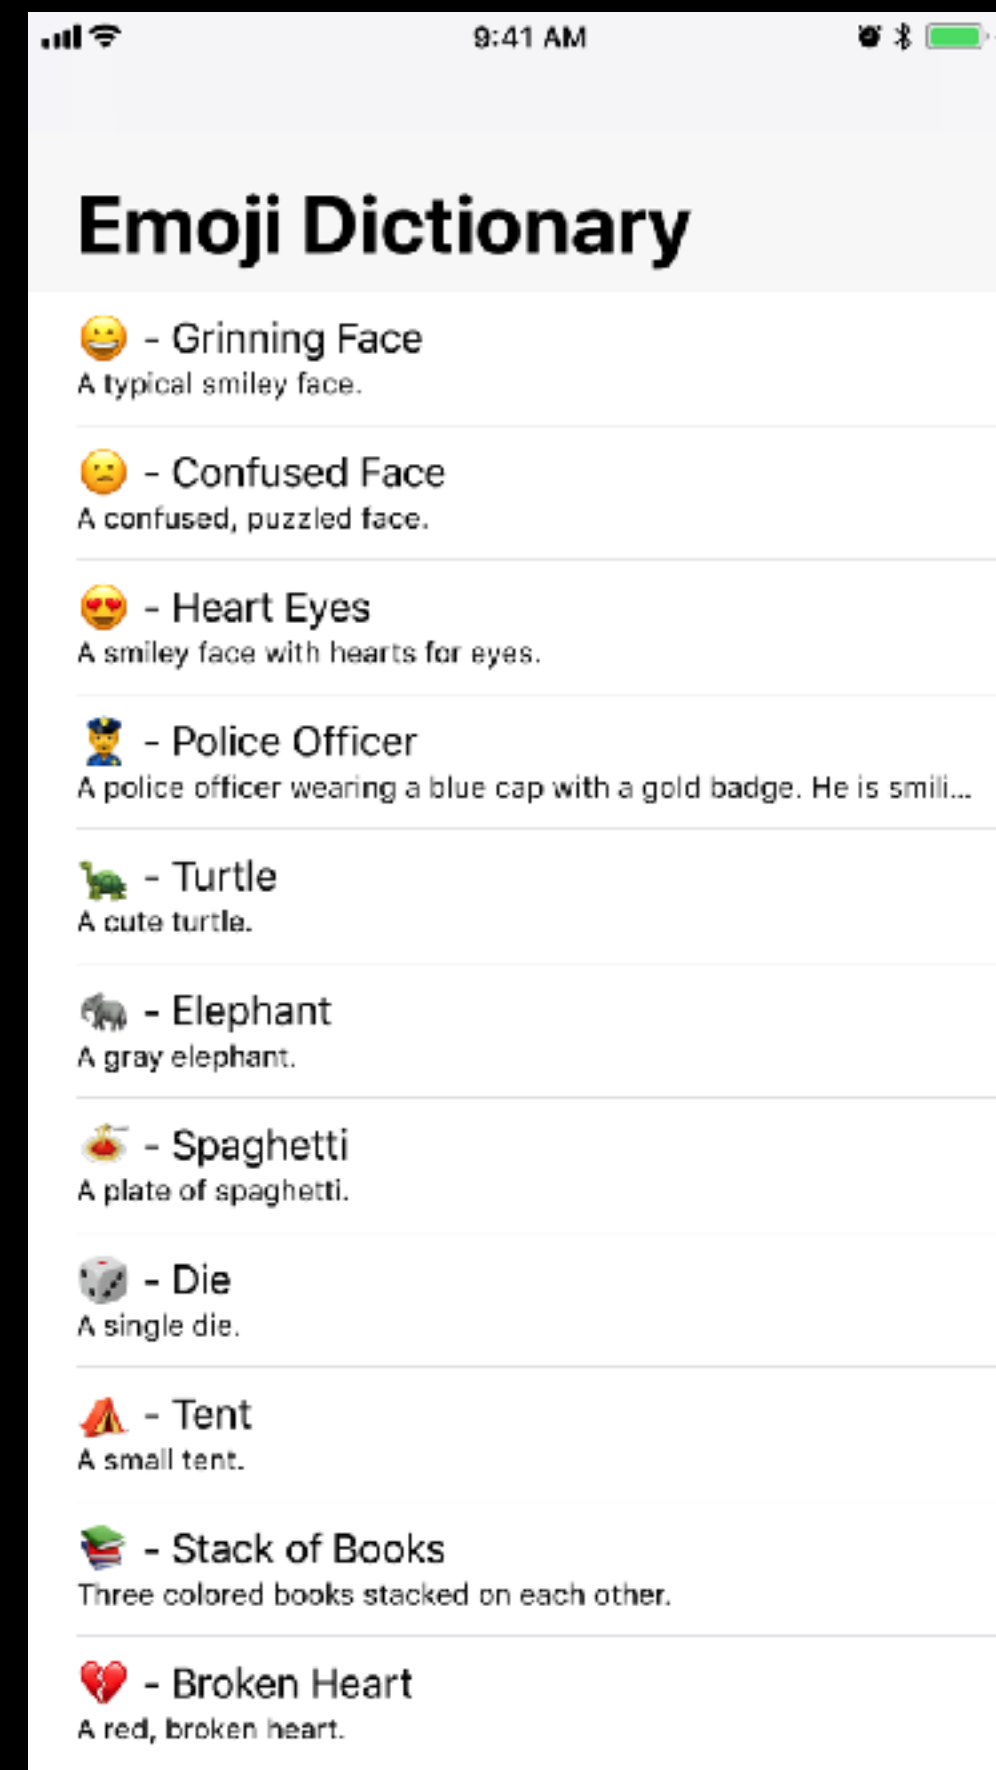 9:41 AM
Emoji Dictionary
😀 - Grinning Face
A typical smiley face.
😕 - Confused Face
A confused, puzzled face.
😍 - Heart Eyes
A smiley face with hearts for eyes.
👮 - Police Officer
A police officer wearing a blue cap with a gold badge. He is smili...
🐢 - Turtle
A cute turtle.
🐘 - Elephant
A gray elephant.
🍝 - Spaghetti
A plate of spaghetti.
🎲 - Die
A single die.
⛺ - Tent
A small tent.
📚 - Stack of Books
Three colored books stacked on each other.
💔 - Broken Heart
A red, broken heart.